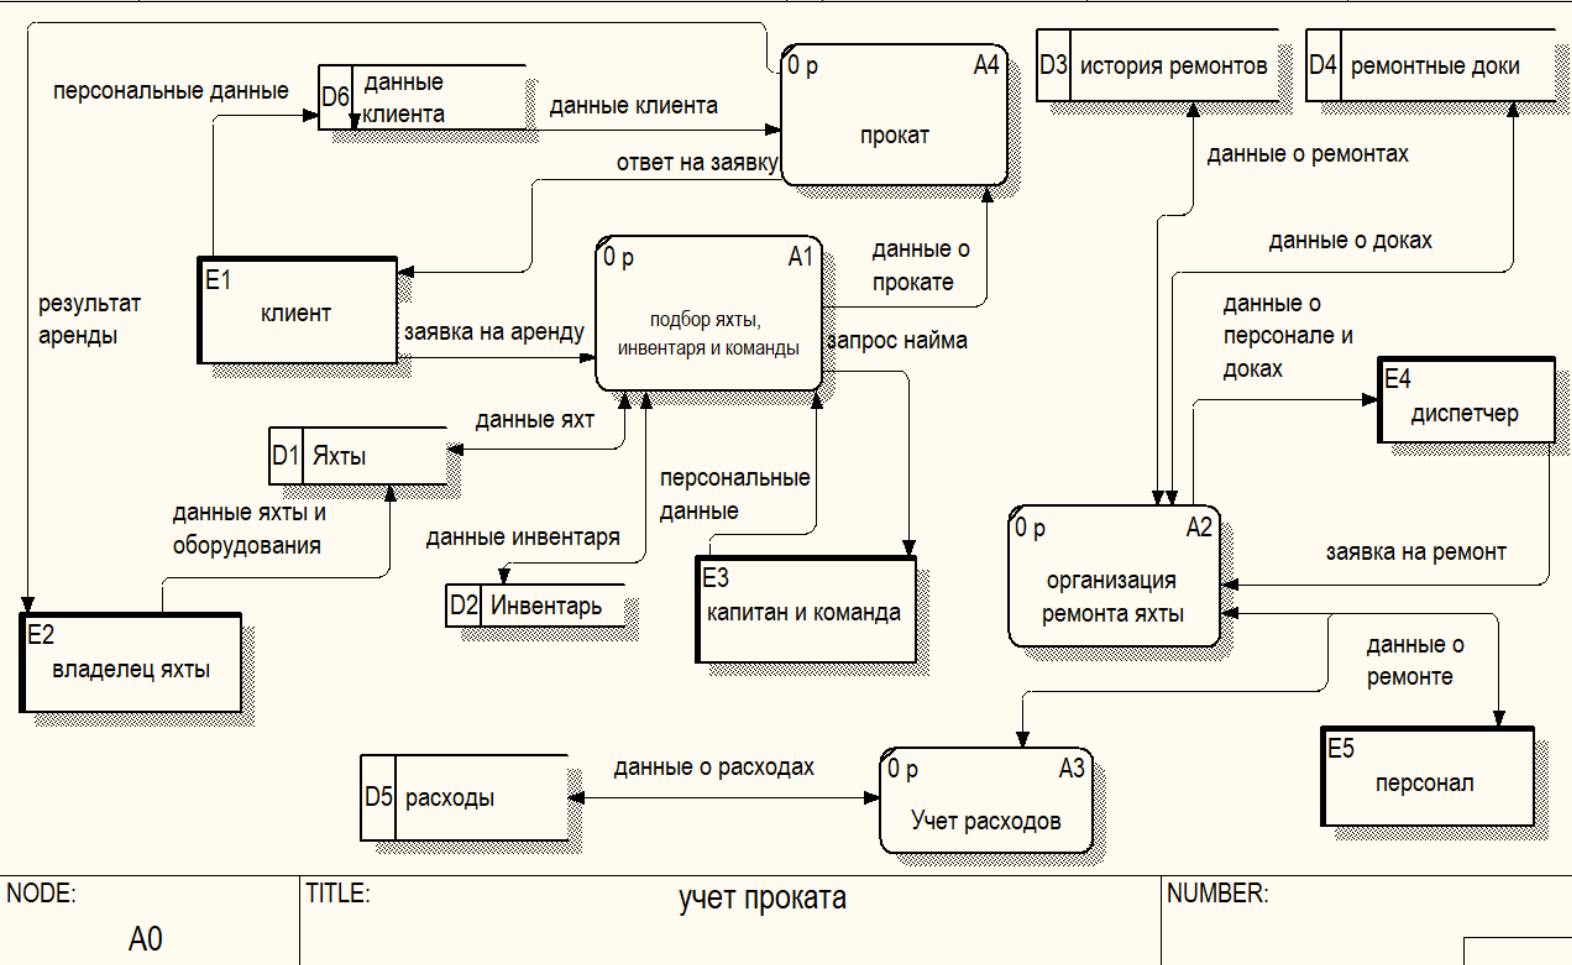 0 р
A4
прокат
D3
история ремонтов
D4
ремонтные доки
персональные данные
D6
данные
клиента
данные клиента
ответ на заявку
данные о ремонтах
0 р
A1
подбор яхты,
инвентаря и команды
данные о
прокате
данные о доках
E1
клиент
результат
аренды
заявка на аренду
запрос найма
данные о
персонале и
доках
E4
диспетчер
данные яхт
D1
Яхты
персональные
данные
данные яхты и
оборудования
данные инвентаря
0 р
A2
организация
ремонта яхты
заявка на ремонт
D2
Инвентарь
E3
капитан и команда
E2
владелец яхты
данные о
ремонте
E5
персонал
данные о расходах
D5
расходы
0 р
A3
Учет расходов
NODE:
A0
TITLE:
учет проката
NUMBER: